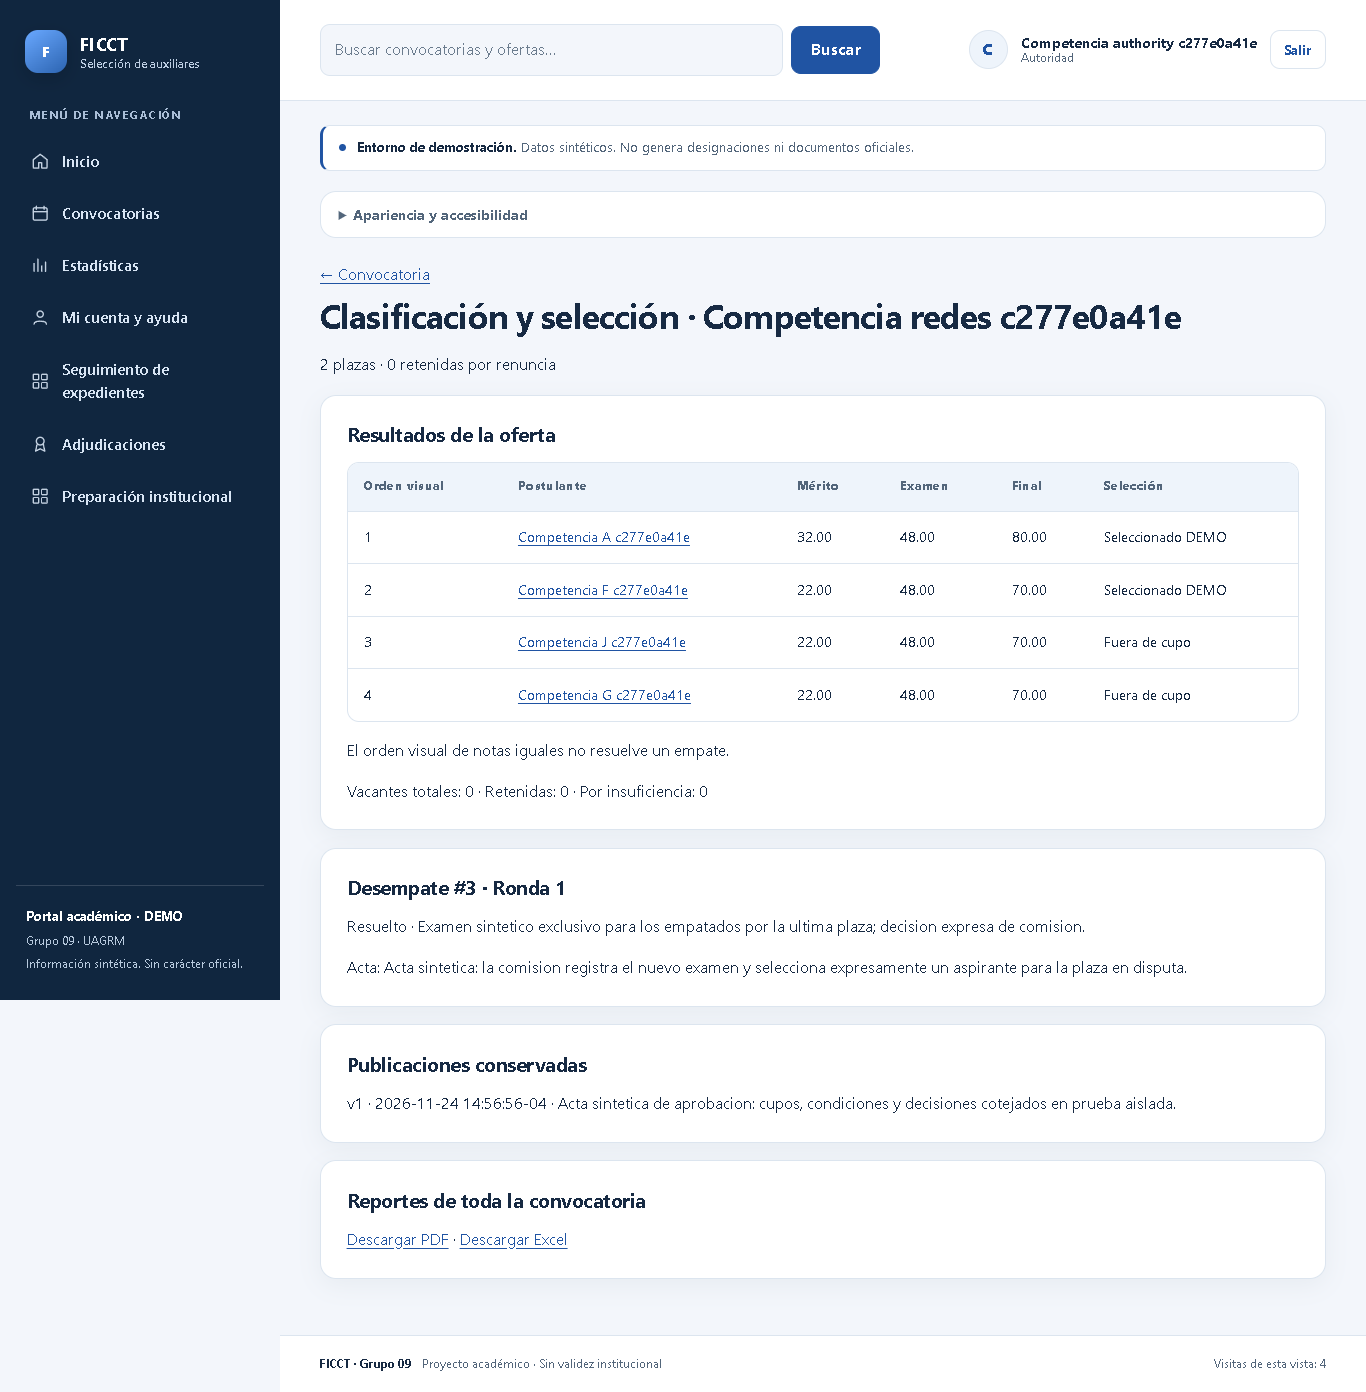 F
FICCT
Selección de auxiliares
MENÚ DE NAVEGACIÓN
Inicio
Convocatorias
Estadísticas
Mi cuenta y ayuda
Seguimiento de
expedientes
Adjudicaciones
Preparación institucional
Portal académico · DEMO
Grupo 09 · UAGRM
Información sintética. Sin carácter oficial.
Buscar convocatorias y ofertas...
Buscar
C
Competencia authority c277e0a41e
Autoridad
Salir
Entorno de demostración. Datos sintéticos. No genera designaciones ni documentos oficiales.
▶ Apariencia y accesibilidad
← Convocatoria
Clasificación y selección · Competencia redes c277e0a41e
2 plazas · 0 retenidas por renuncia
Resultados de la oferta
Orden visual Postulante Mérito Examen Final Selección
1 Competencia A c277e0a41e 32.00 48.00 80.00 Seleccionado DEMO
2 Competencia F c277e0a41e 22.00 48.00 70.00 Seleccionado DEMO
3 Competencia J c277e0a41e 22.00 48.00 70.00 Fuera de cupo
4 Competencia G c277e0a41e 22.00 48.00 70.00 Fuera de cupo
El orden visual de notas iguales no resuelve un empate.
Vacantes totales: 0 · Retenidas: 0 · Por insuficiencia: 0
Desempate #3 · Ronda 1
Resuelto · Examen sintetico exclusivo para los empatados por la ultima plaza; decision expresa de comision.
Acta: Acta sintetica: la comision registra el nuevo examen y selecciona expresamente un aspirante para la plaza en disputa.
Publicaciones conservadas
v1 · 2026-11-24 14:56:56-04 · Acta sintetica de aprobacion: cupos, condiciones y decisiones cotejados en prueba aislada.
Reportes de toda la convocatoria
Descargar PDF · Descargar Excel
FICCT · Grupo 09 Proyecto académico · Sin validez institucional
Visitas de esta vista: 4